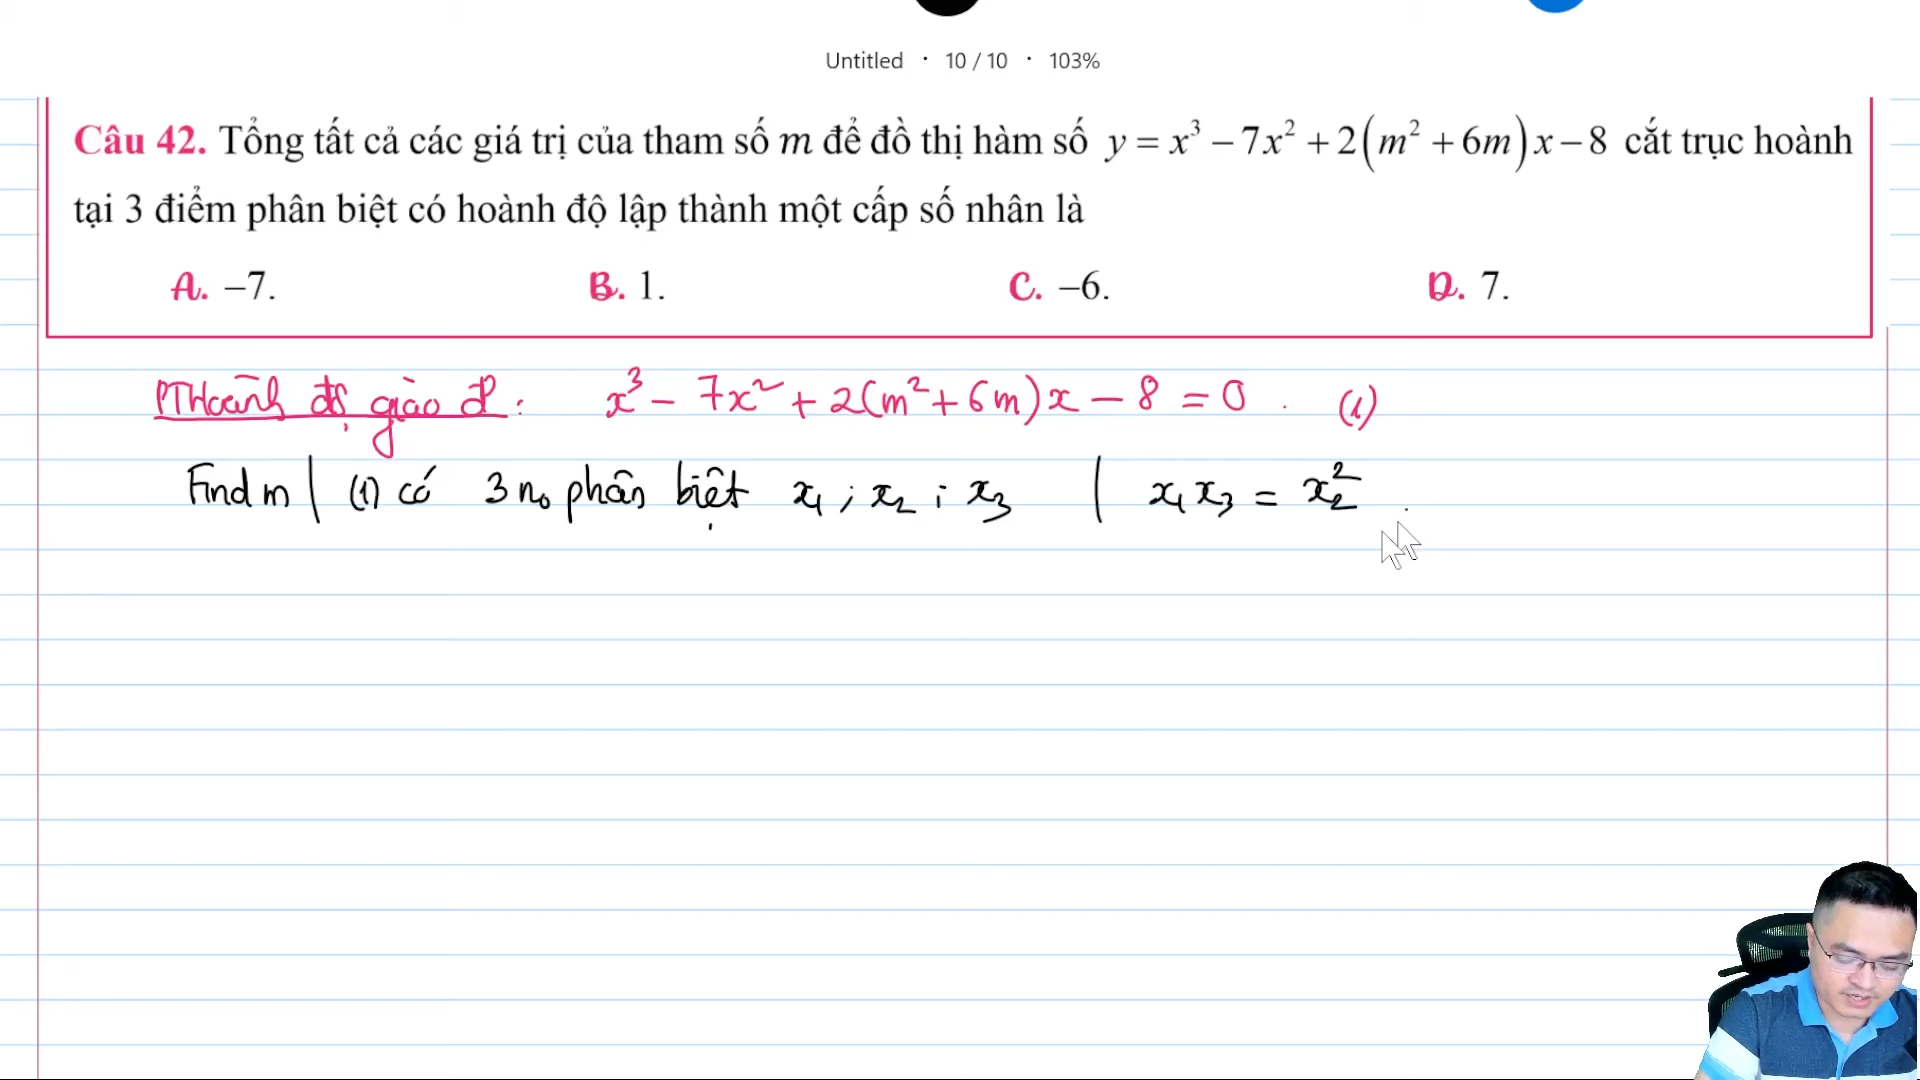 Untitled · 10 / 10 · 103%
Câu 42. Tổng tất cả các giá trị của tham số m để đồ thị hàm số y = x³ − 7x² + 2(m² + 6m)x − 8 cắt trục hoành
tại 3 điểm phân biệt có hoành độ lập thành một cấp số nhân là
A. −7. B. 1. C. −6. D. 7.
PT Hoành độ giao đ : x³ − 7x² + 2(m² + 6m)x − 8 = 0 . (1)
Find m | (1) có 3 n₀ phân biệt x₁ ; x₂ ; x₃ | x₁x₃ = x₂² .